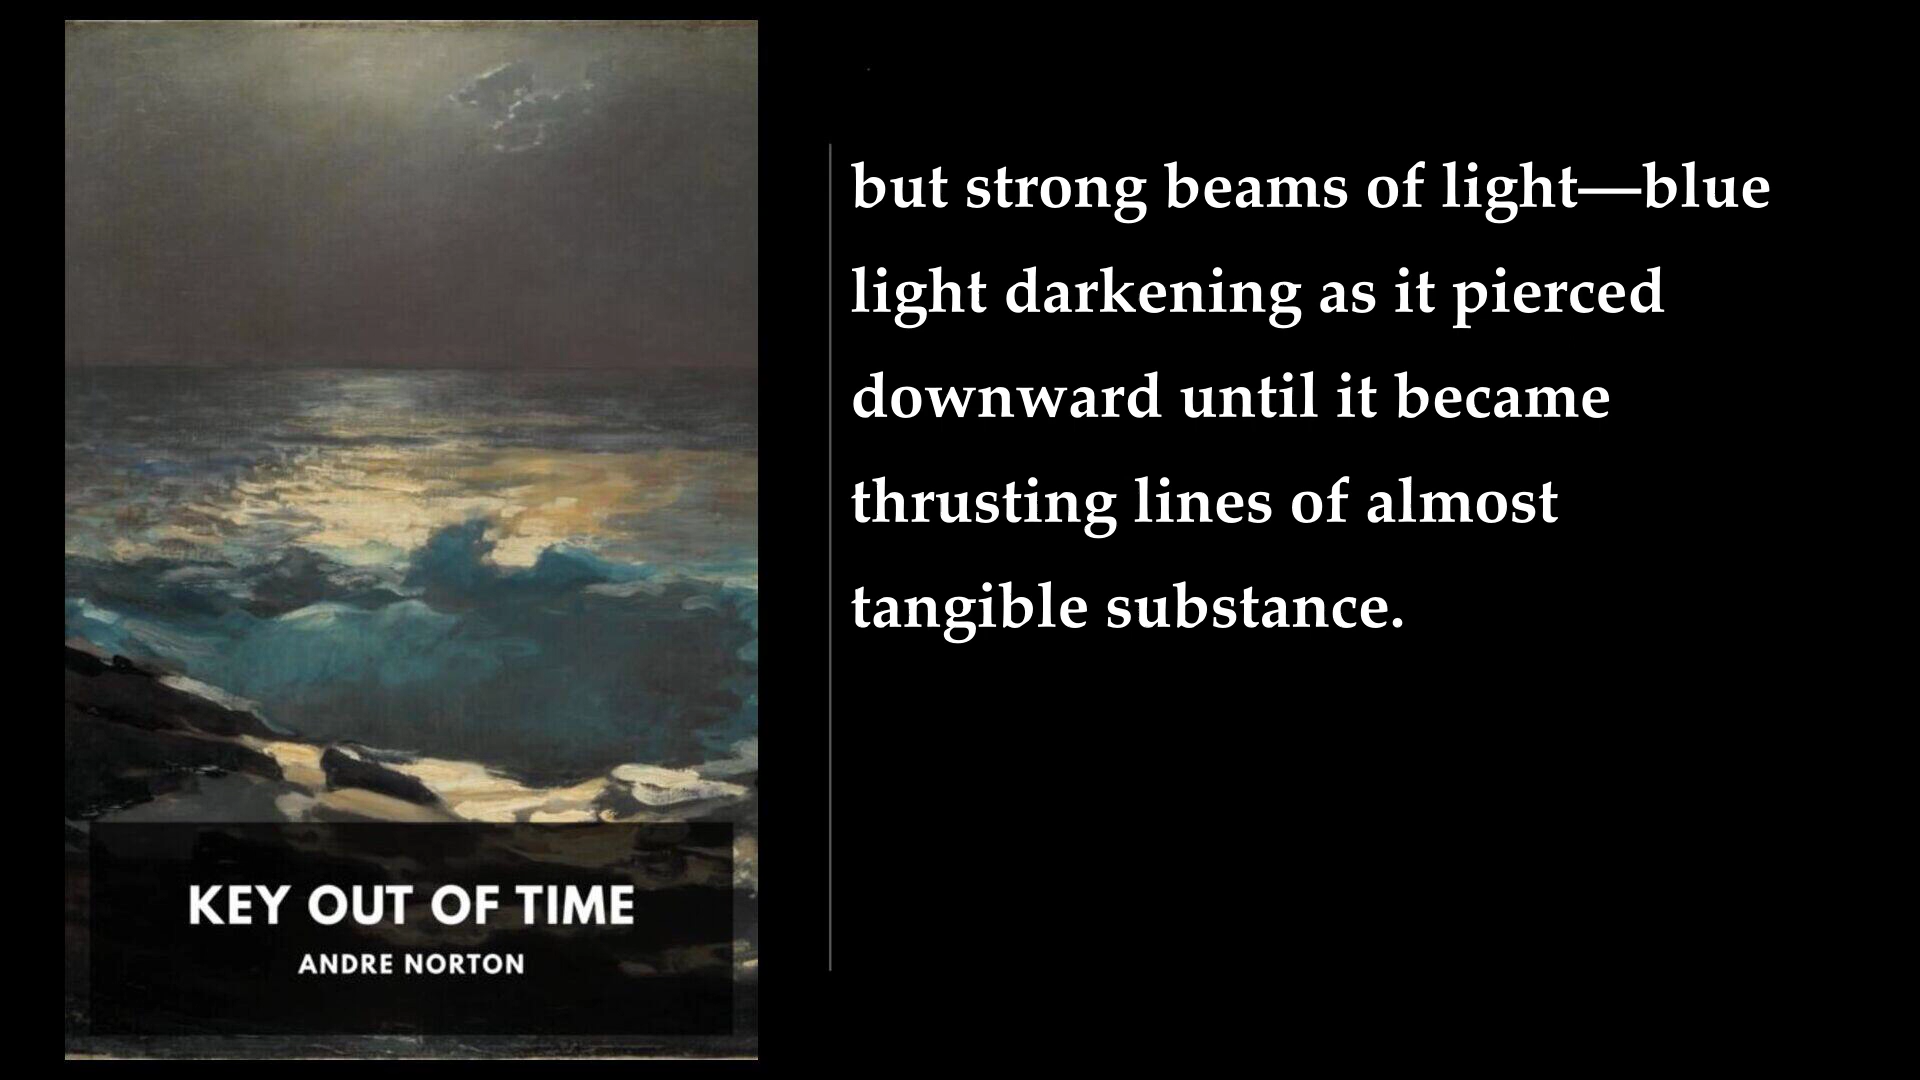 but strong beams of light—blue
light darkening as it pierced
downward until it became
thrusting lines of almost
tangible substance.
KEY OUT OF TIME
ANDRE NORTON